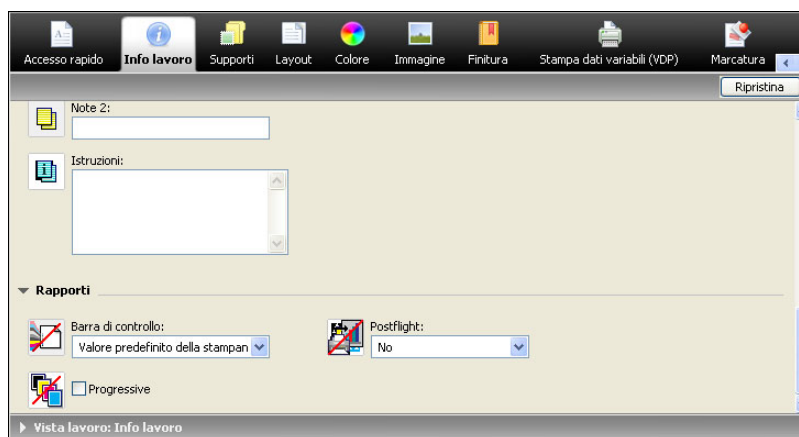 Accesso rapido Info lavoro Supporti Layout Colore Immagine Finitura Stampa dati variabili (VDP) Marcatura
Ripristina
Note 2:
Istruzioni:
Rapporti
Barra di controllo: Postflight:
Valore predefinito della stampan No
Progressive
Vista lavoro: Info lavoro